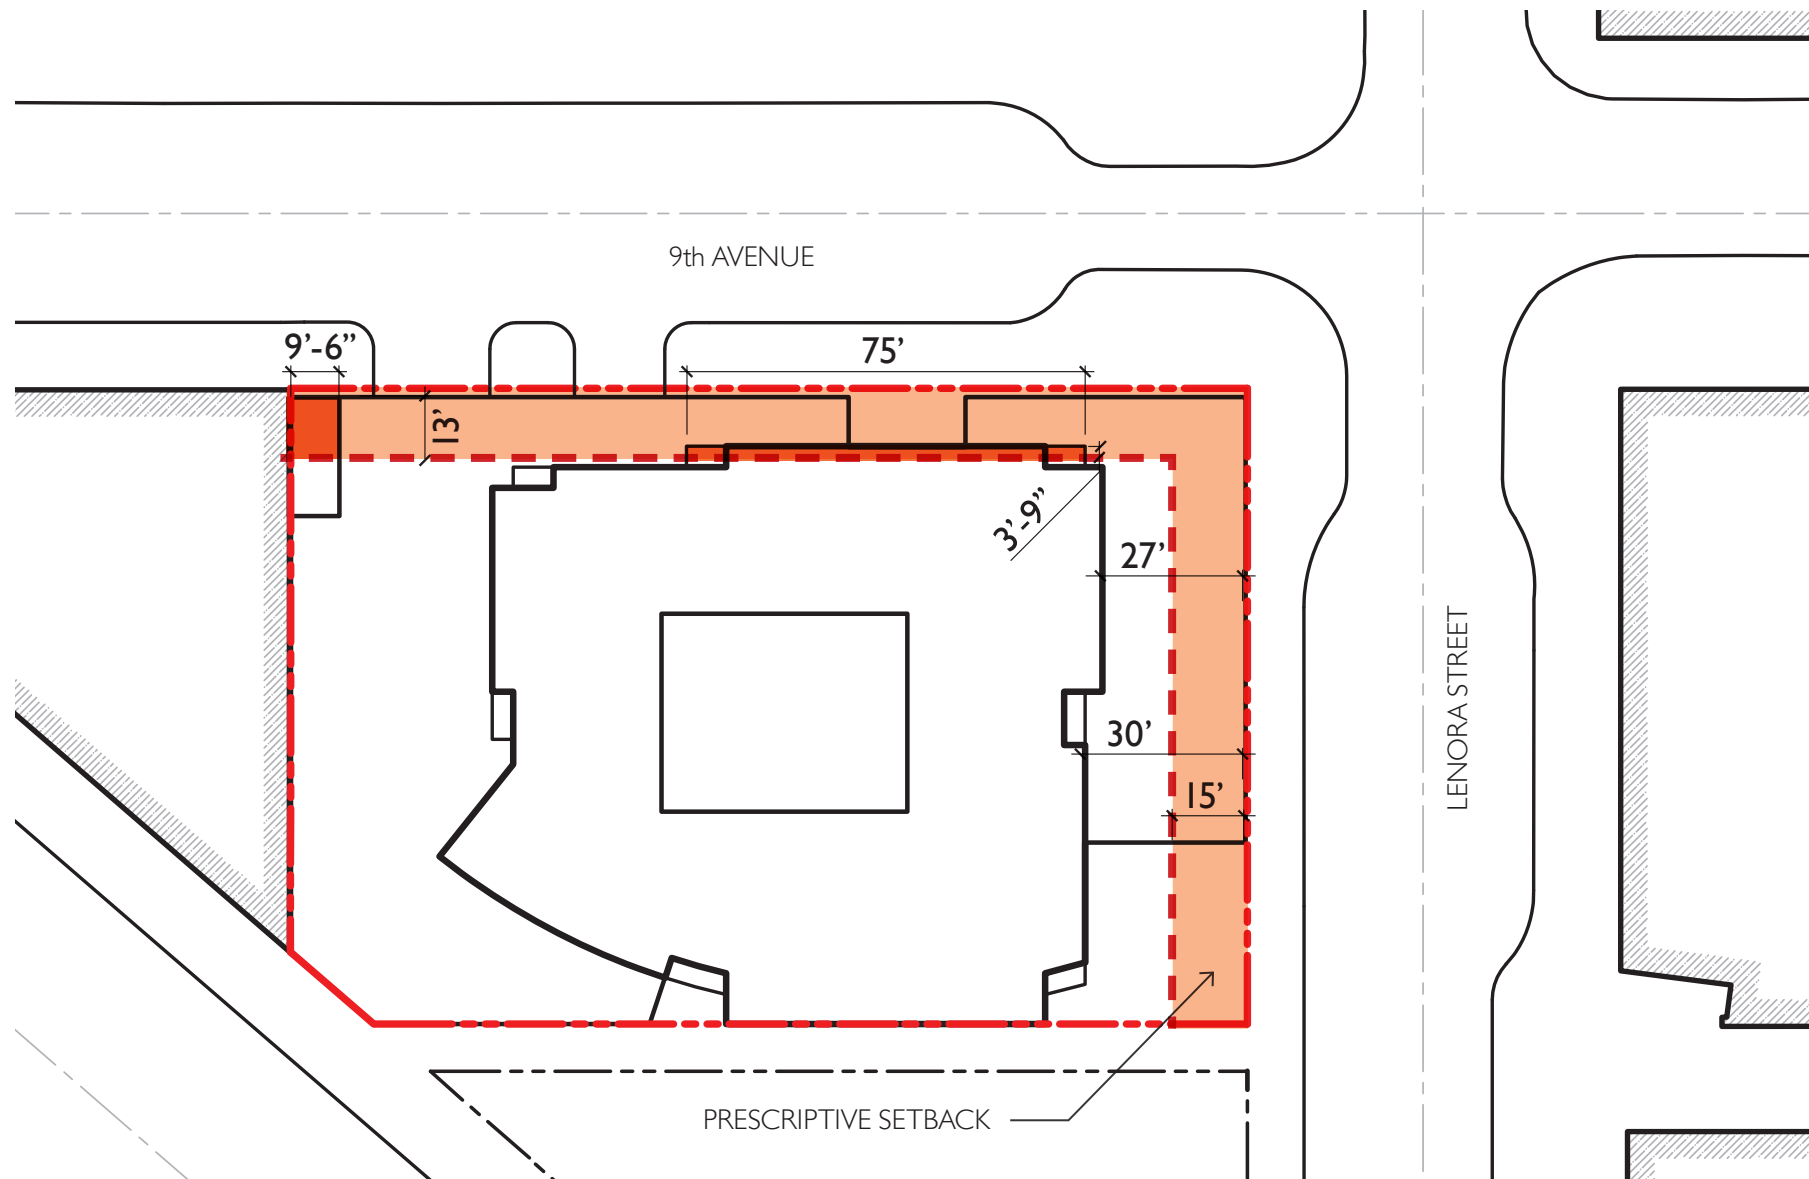 9th AVENUE
9’-6”
75’
13’
3’-9”
27’
30’
15’
LENORA STREET
PRESCRIPTIVE SETBACK